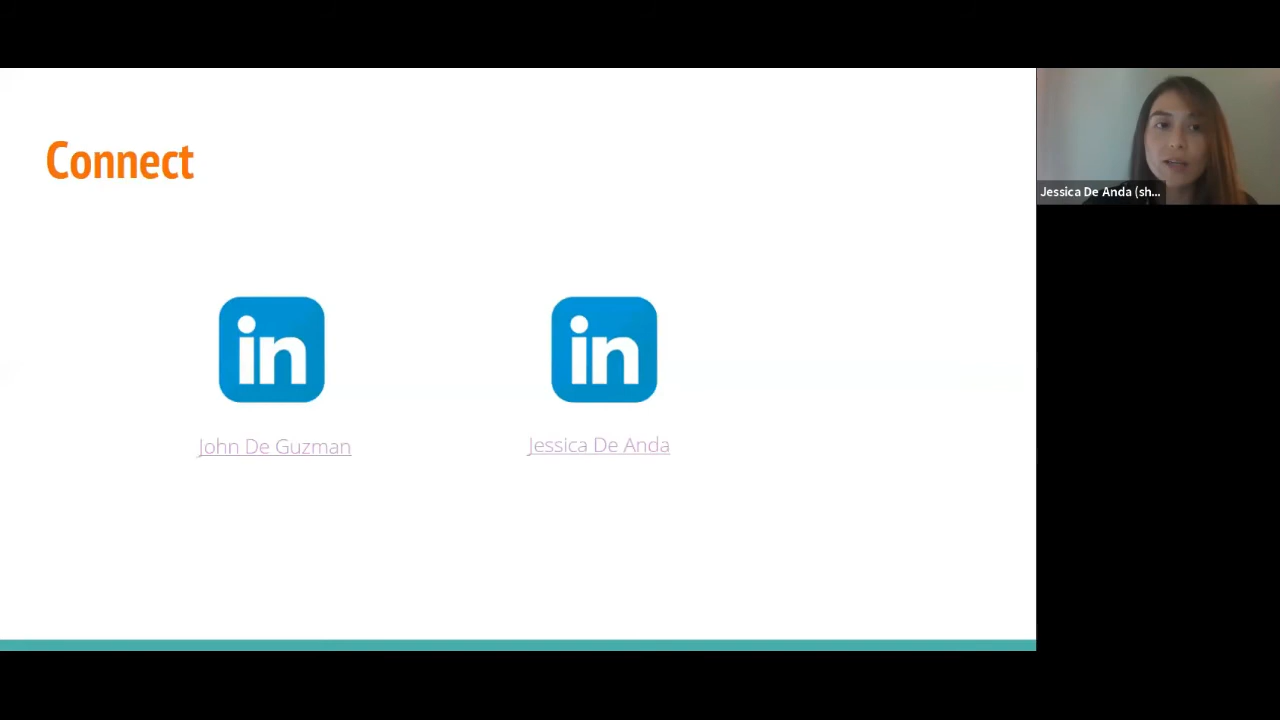 Connect
in
in
John De Guzman
Jessica De Anda
Jessica De Anda (sh...